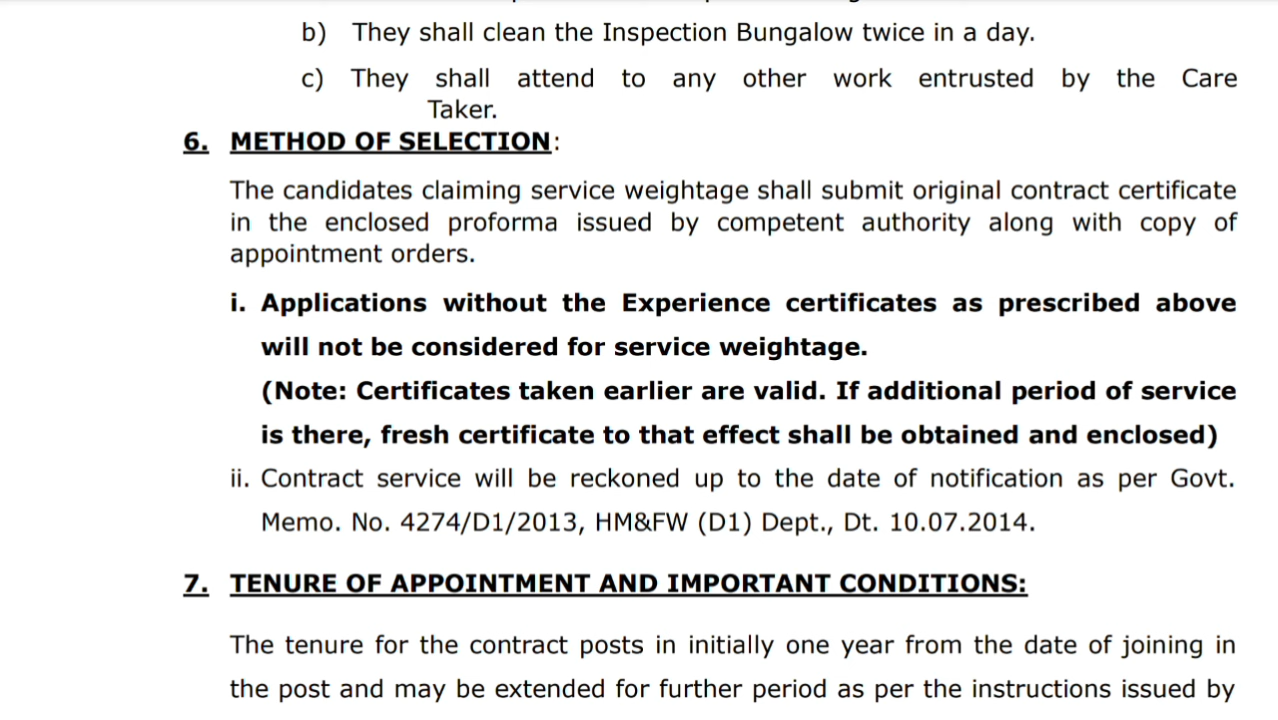 b) They shall clean the Inspection Bungalow twice in a day.
c) They shall attend to any other work entrusted by the Care
Taker.
6. METHOD OF SELECTION:
The candidates claiming service weightage shall submit original contract certificate
in the enclosed proforma issued by competent authority along with copy of
appointment orders.
i. Applications without the Experience certificates as prescribed above
will not be considered for service weightage.
(Note: Certificates taken earlier are valid. If additional period of service
is there, fresh certificate to that effect shall be obtained and enclosed)
ii. Contract service will be reckoned up to the date of notification as per Govt.
Memo. No. 4274/D1/2013, HM&FW (D1) Dept., Dt. 10.07.2014.
7. TENURE OF APPOINTMENT AND IMPORTANT CONDITIONS:
The tenure for the contract posts in initially one year from the date of joining in
the post and may be extended for further period as per the instructions issued by